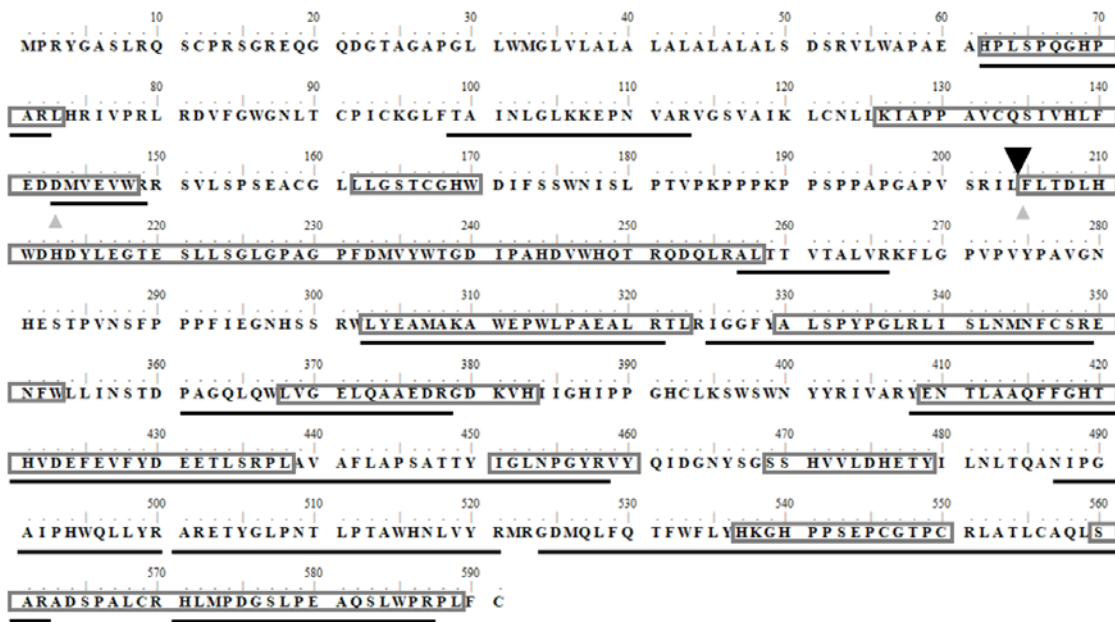 10 20 30 40 50 60 70
MPRYGASLRQ SCPRSGREQG QDGTAGAPGL LWMGLVLALA LALALALALS DSRVLWAPAE AHPLSPQGHP
80 90 100 110 120 130 140
ARLHRIVPRL RDVFGWGNLT CPICKGLFTA INLGLKKEPN VARVGSVAIK LCNLLKIAPP AVCQSIVHLF
150 160 170 180 190 200 210
EDDMVEVWRR SVLSPSEACG LLLGSTCGHW DIFSSWNISL PTVPKPPPKP PSPPAPGAPV SRILFLTDLH
220 230 240 250 260 270 280
WDHDYLEGTE SLLSGLGPAG PFDMVYWTGD IPAHDVWHQT RQDQLRALTT VTALVRKFLG PVPVYPAVGN
290 300 310 320 330 340 350
HESTPVNSFP PPFIEGNHSS RWLYEAMAKA WEPWLPAEAL RTLRIGGFYA LSPYPGLRLI SLNMNFCSRE
360 370 380 390 400 410 420
NFWLLINSTD PAGQLQWLVG ELQAAEDRGD KVHIIGHIPP GHCLKSWSWN YYRIVARYEN TLAAQFFGHT
430 440 450 460 470 480 490
HVDEFEVFYD EETLSRPLAV AFLAPSATTY IGLNPGYRVY QIDGNYSGSS HVVLDHETYI LNLTQANIPG
500 510 520 530 540 550 560
AIPHWQLLYR ARETYGLPNT LPTAWHNLVY RMRGDMQLFQ TFWFLYHKGH PPSEPCGTPC RLATLCAQLS
570 580 590
ARADSPALCR HLMPDGSLPE AQSLWPRPLF C